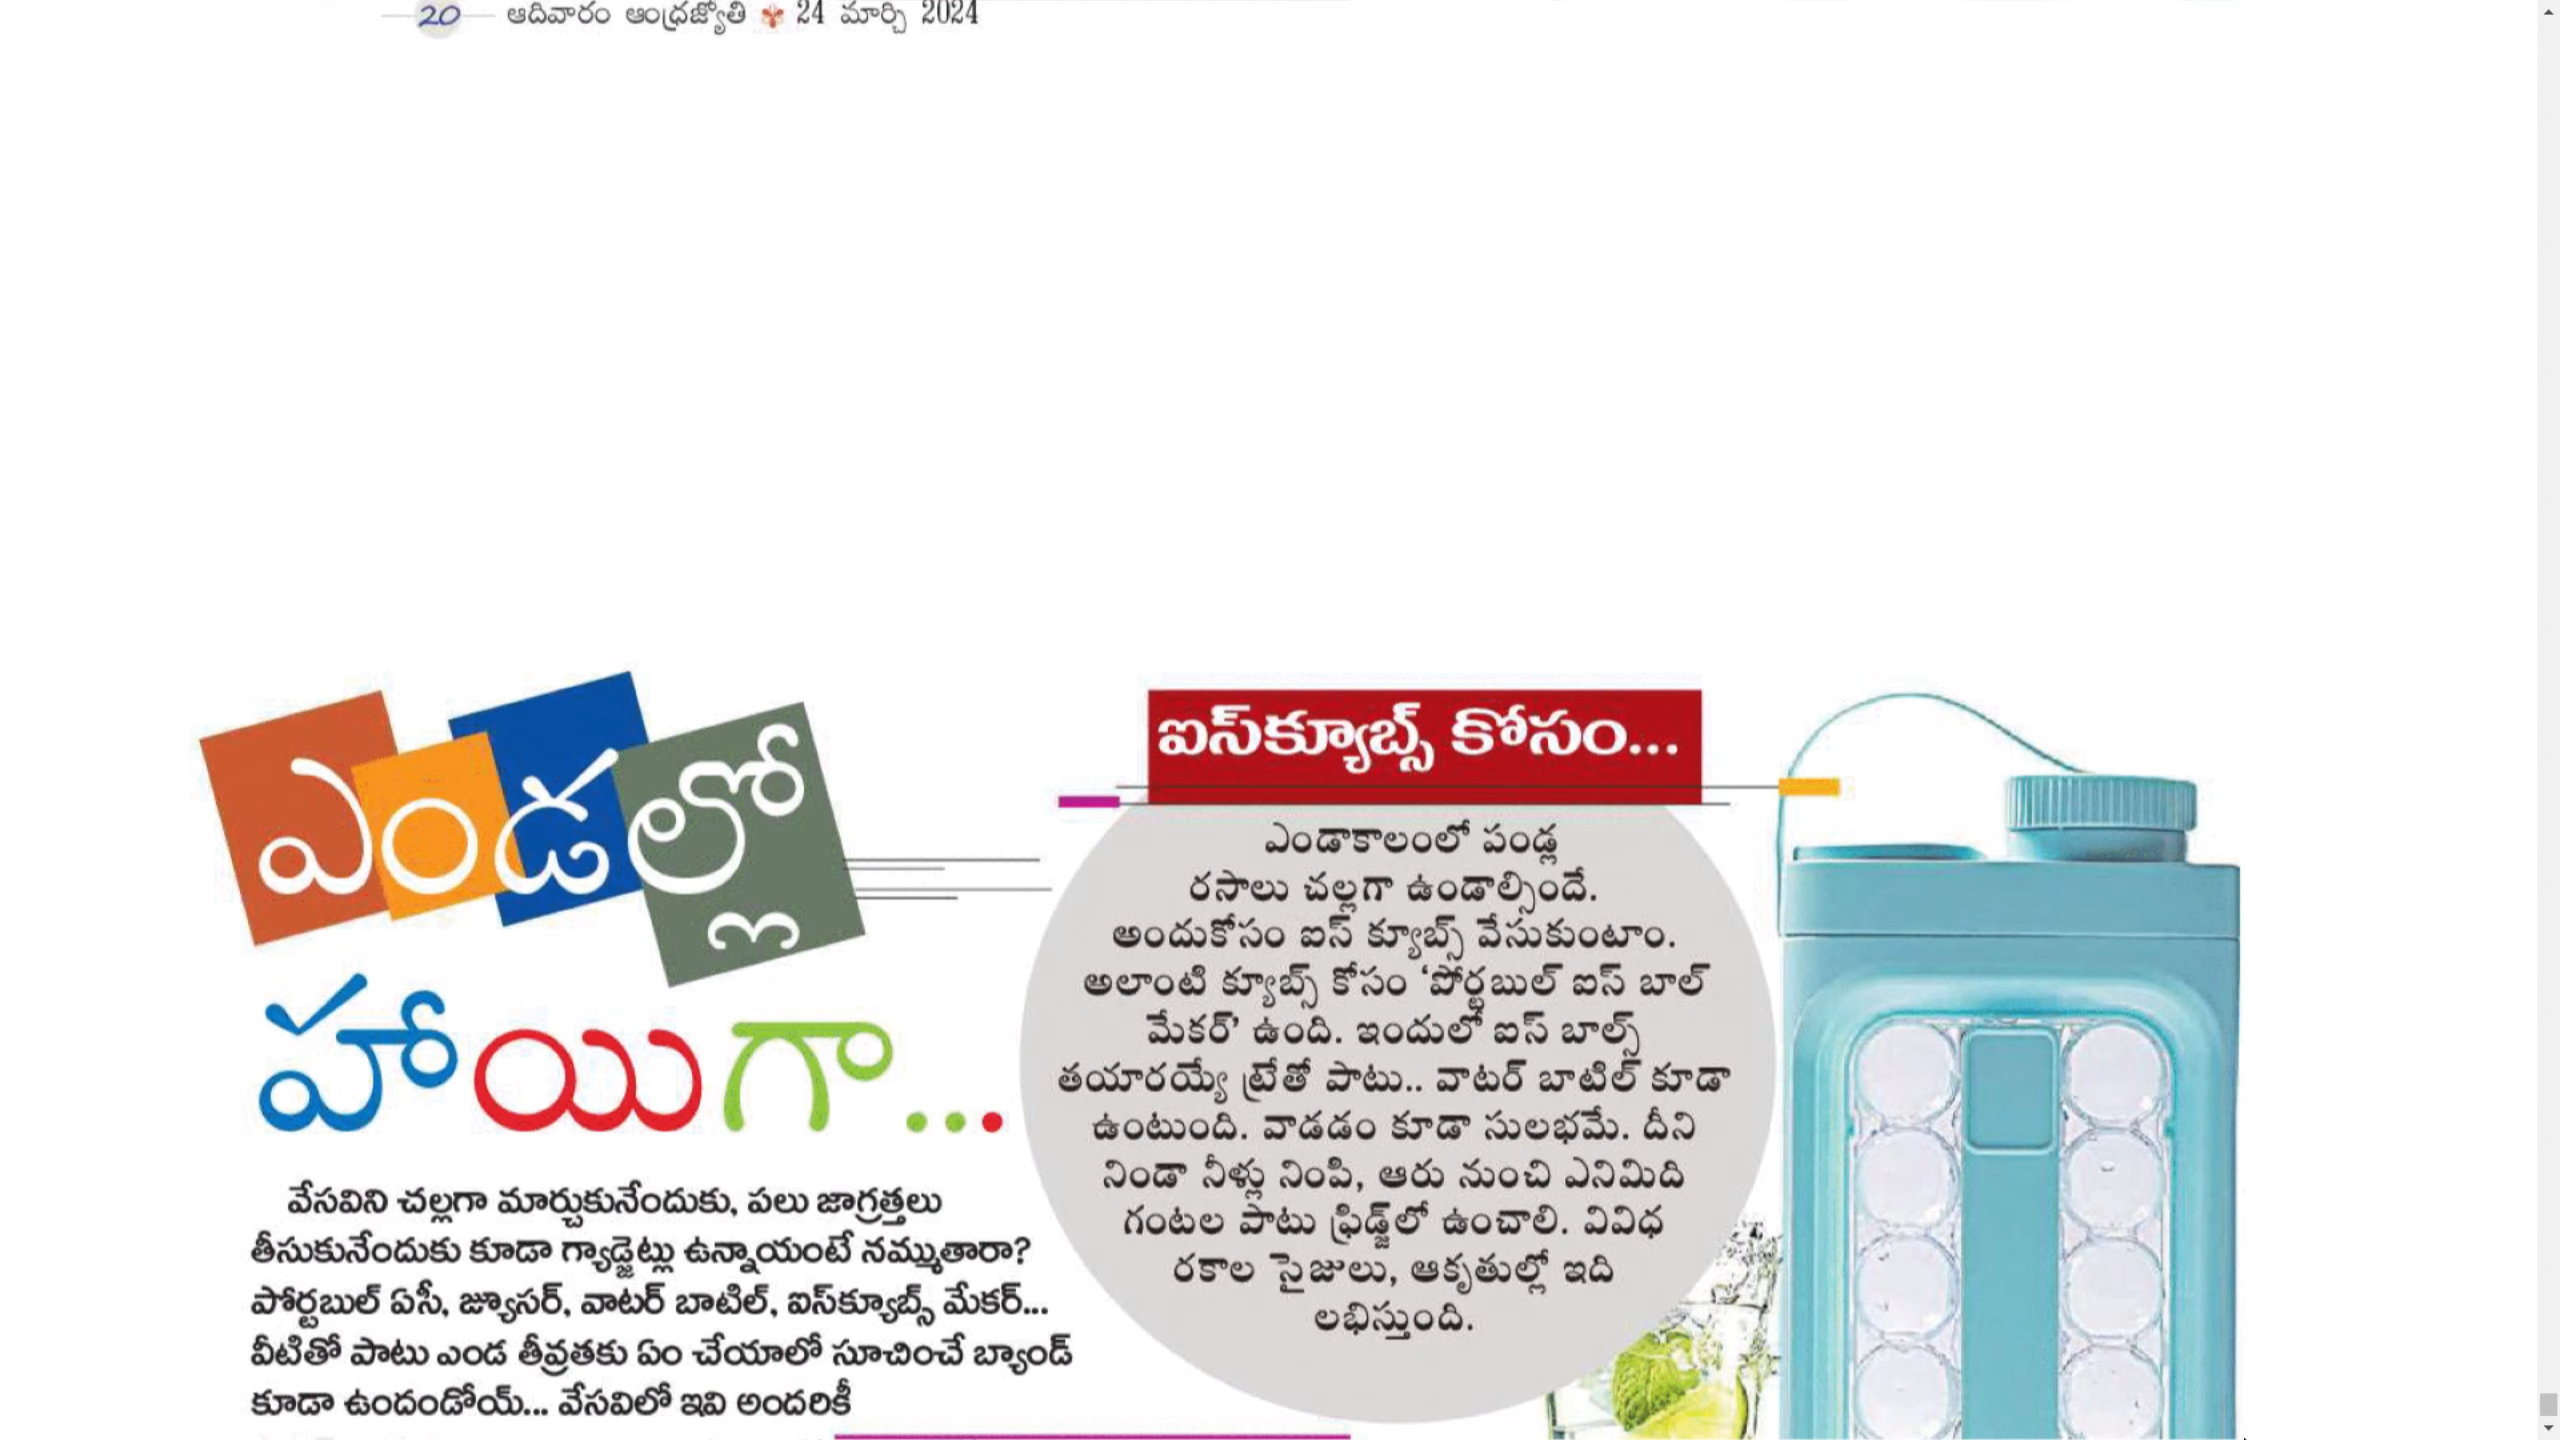 20 ఆదివారం ఆంధ్రజ్యోతి 24 మార్చి 2024
ఎండల్లో
హాయిగా...
వేసవిని చల్లగా మార్చుకునేందుకు, పలు జాగ్రత్తలు
తీసుకునేందుకు కూడా గ్యాడ్జెట్లు ఉన్నాయంటే నమ్ముతారా?
పోర్టబుల్ ఏసీ, జ్యూసర్, వాటర్ బాటిల్, ఐస్‌క్యూబ్స్ మేకర్...
వీటితో పాటు ఎండ తీవ్రతకు ఏం చేయాలో సూచించే బ్యాండ్
కూడా ఉందండోయ్... వేసవిలో ఇవి అందరికీ
ఐస్‌క్యూబ్స్ కోసం...
ఎండాకాలంలో పండ్ల
రసాలు చల్లగా ఉండాల్సిందే.
అందుకోసం ఐస్ క్యూబ్స్ వేసుకుంటాం.
అలాంటి క్యూబ్స్ కోసం ‘పోర్టబుల్ ఐస్ బాల్
మేకర్’ ఉంది. ఇందులో ఐస్ బాల్స్
తయారయ్యే ట్రేతో పాటు.. వాటర్ బాటిల్ కూడా
ఉంటుంది. వాడడం కూడా సులభమే. దీని
నిండా నీళ్లు నింపి, ఆరు నుంచి ఎనిమిది
గంటల పాటు ఫ్రిడ్జ్‌లో ఉంచాలి. వివిధ
రకాల సైజులు, ఆకృతుల్లో ఇది
లభిస్తుంది.